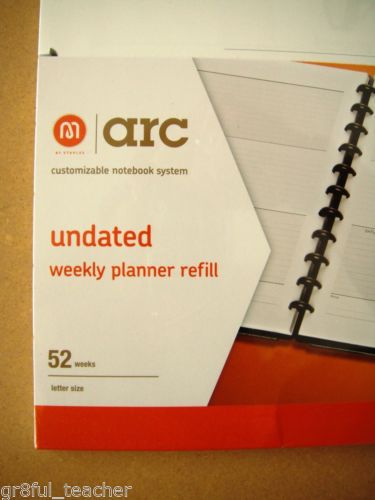 M
BY STAPLES
arc
customizable notebook system
undated
weekly planner refill
52 weeks
letter size
gr8ful_teacher